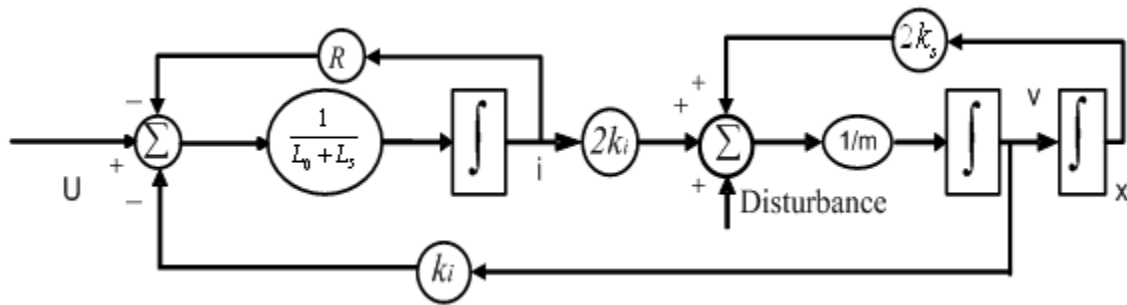 2k_s
R
+
−
+
v
1
L_0 + L_s
∫
2k_i
+
Σ
1/m
∫
∫
Σ
+
i
+
x
U
−
Disturbance
k_i